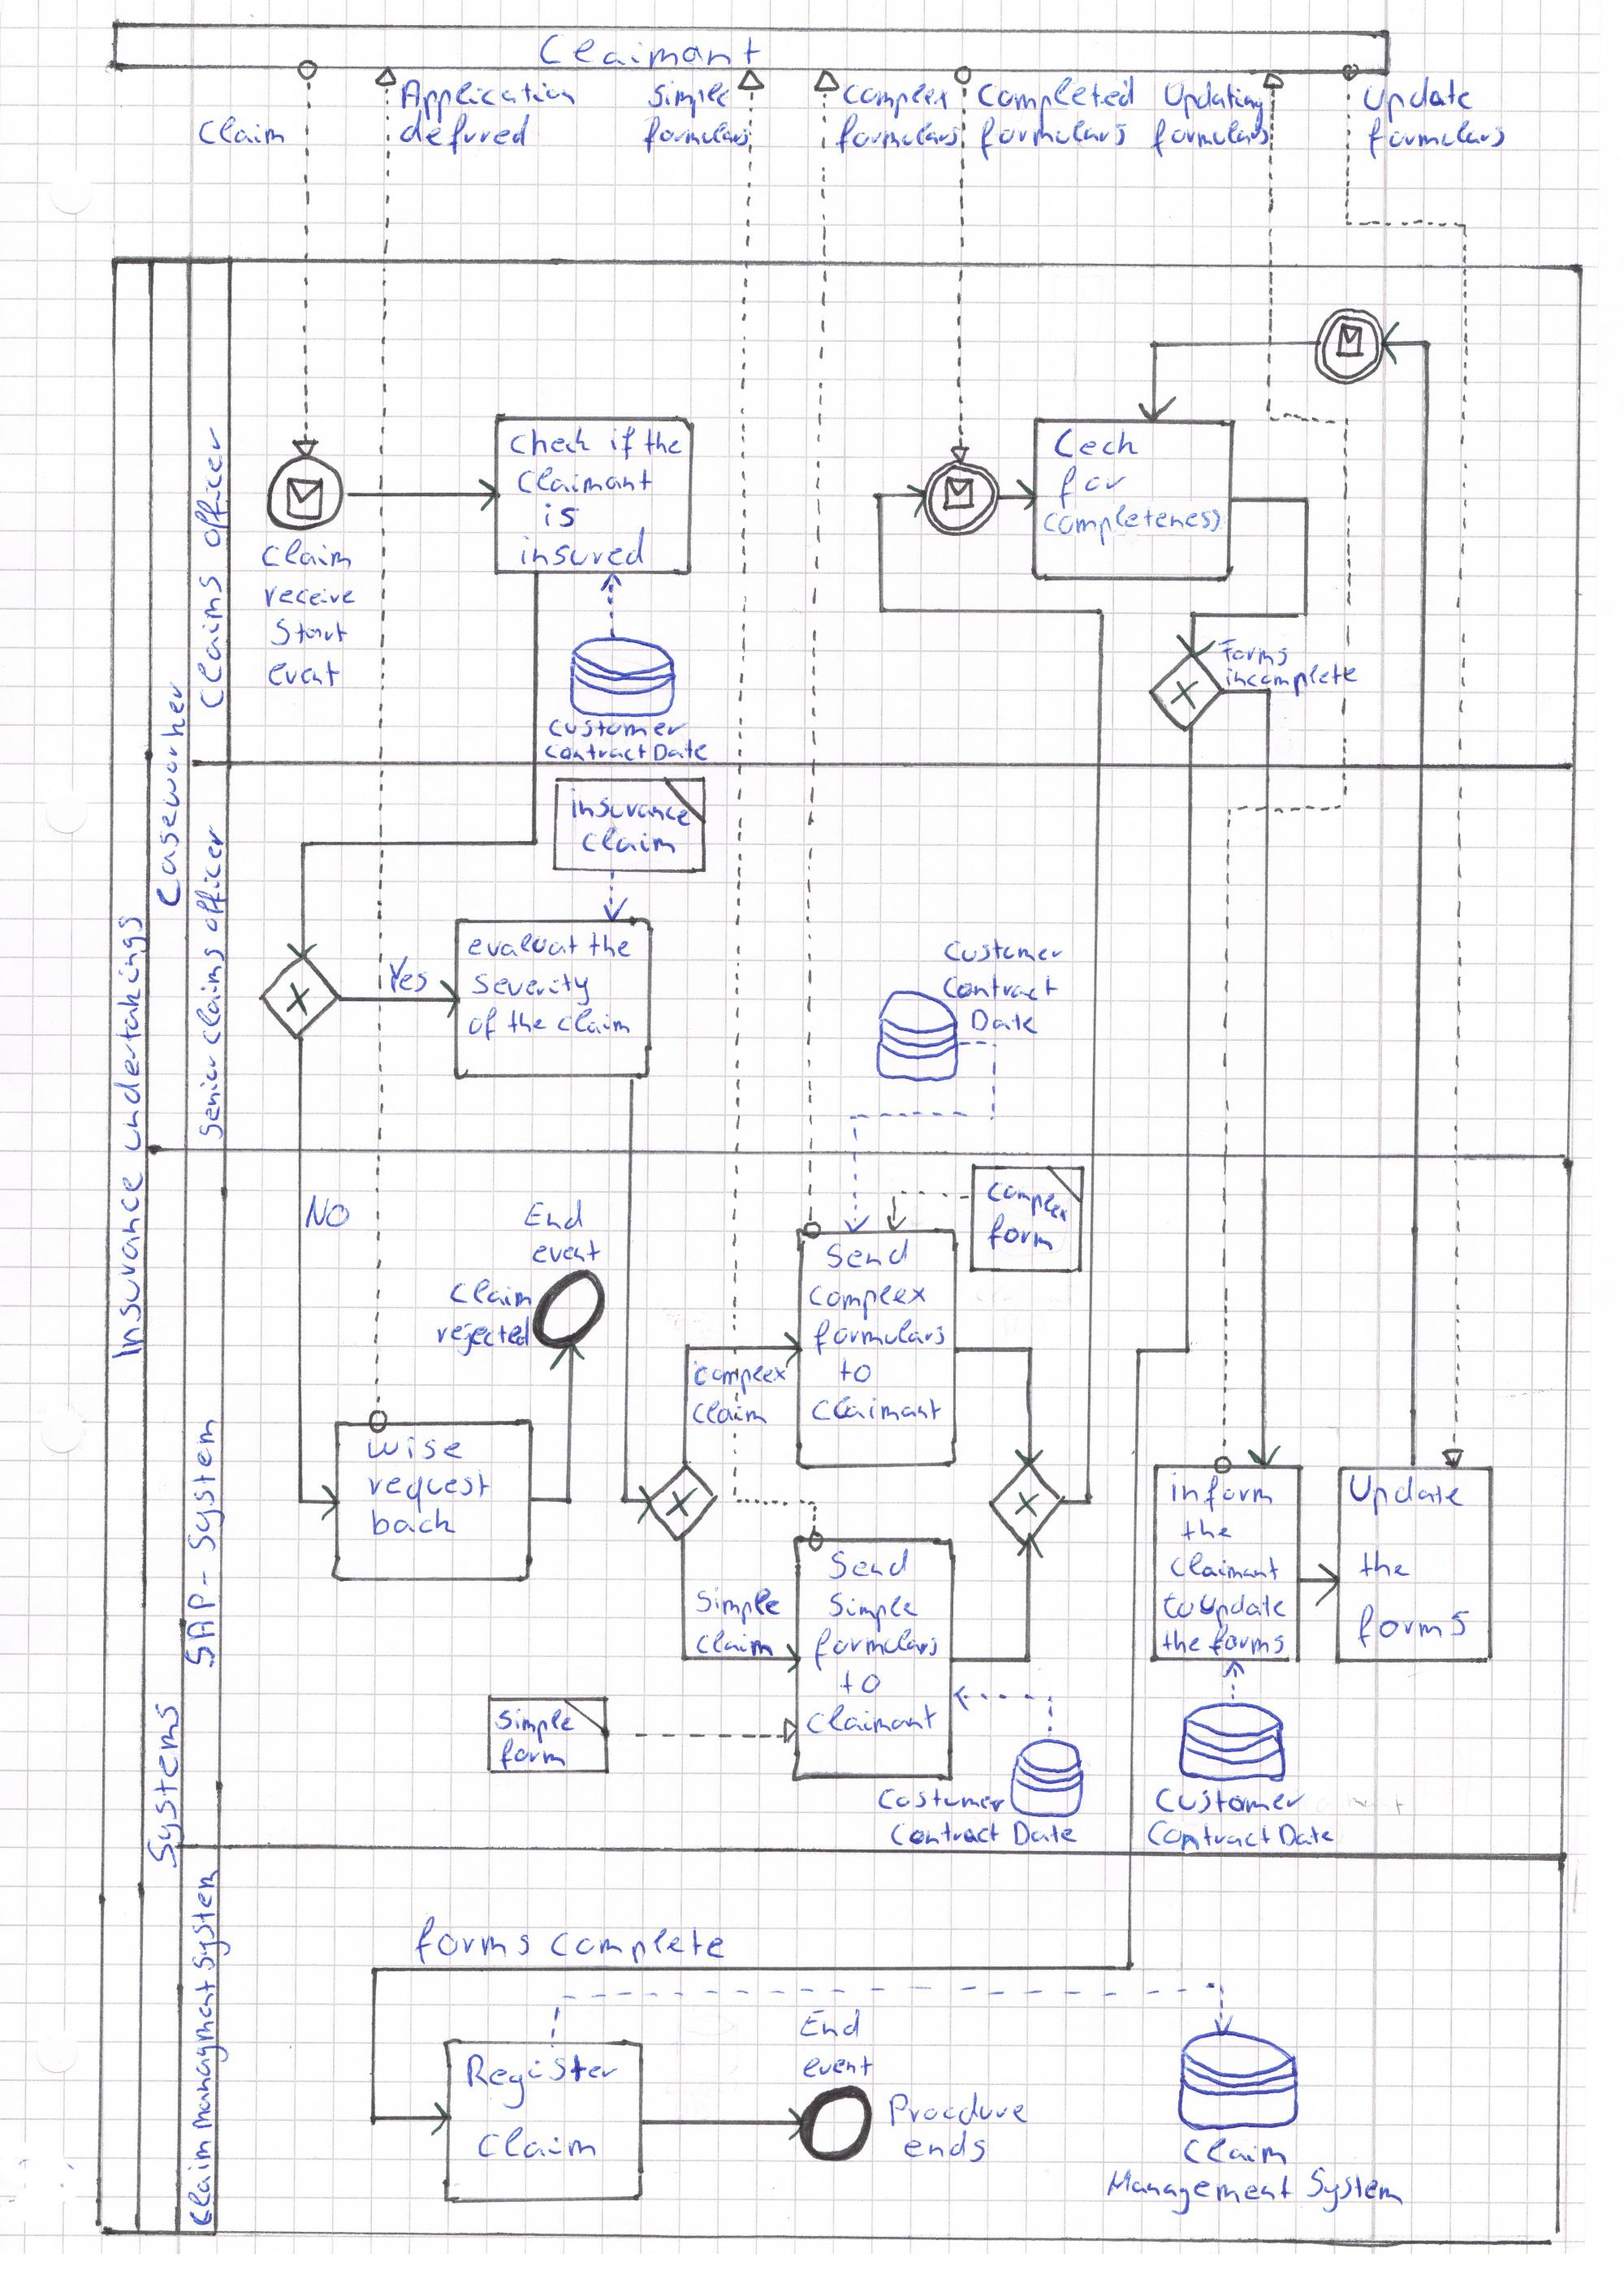 Claimant
Claim
Application
defured
simple
formulars
complex
formulars
Completed
formulars
Updating
formulars
Update
formulars
Insurance undertakings
Caseworker
Claims officer
Claim
receive
Start
event
Check if the
Claimant
is
insured
Customer
Contract Date
Cech
for
completeness
Forms
incomplete
Senior claims officer
insurance
claim
Yes
evaluat the
severity
of the claim
Customer
Contract
Date
Systems
SAP-System
NO
End
event
Claim
rejected
wise
request
back
complex
claim
Simple
claim
Send
complex
formulars
to
Claimant
complex
form
Send
simple
formulars
to
claimant
Simple
form
Costumer
Contract Date
inform
the
claimant
to update
the forms
Update
the
forms
Customer
Contract Date
Claim managment System
forms complete
Register
Claim
End
event
Procdure
ends
Claim
Management System